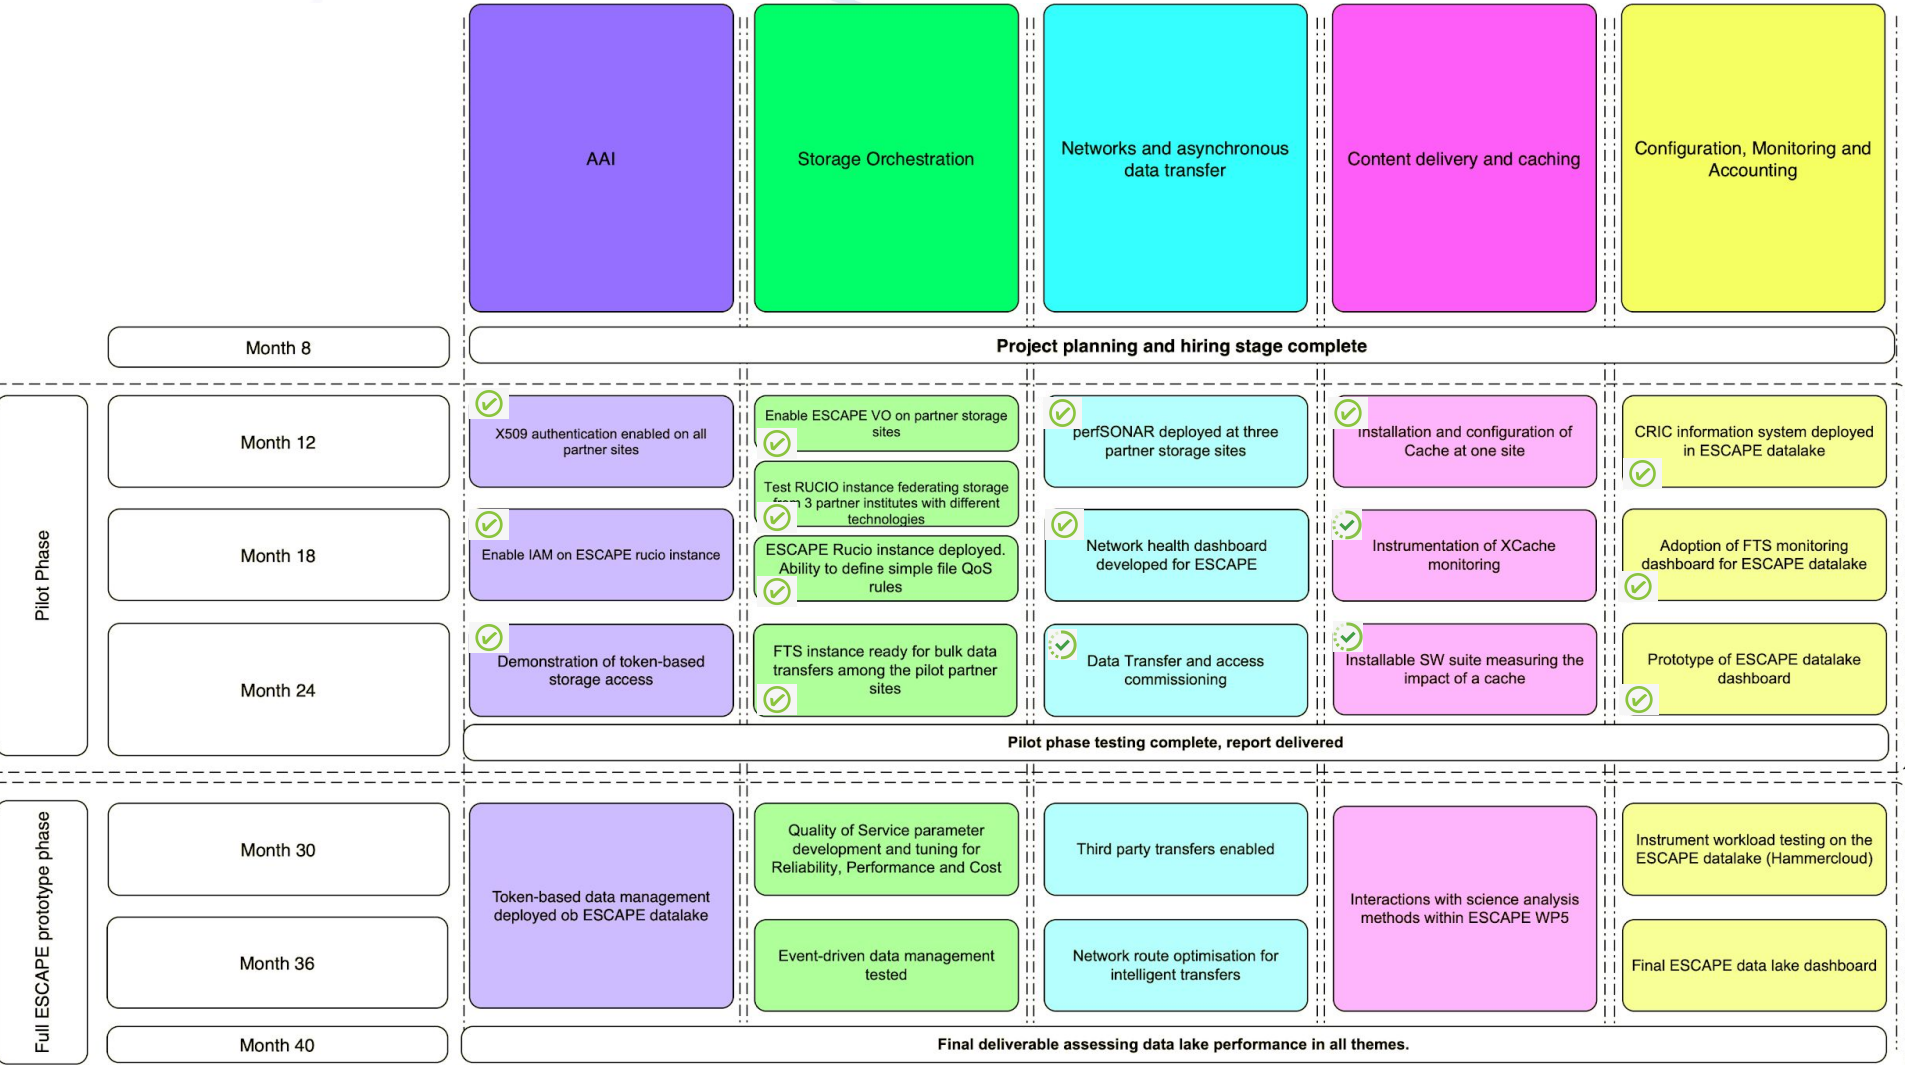 AAI
Storage Orchestration
Networks and asynchronous
data transfer
Content delivery and caching
Configuration, Monitoring and
Accounting
Month 8
Project planning and hiring stage complete
Pilot Phase
Month 12
X509 authentication enabled on all
partner sites
Enable ESCAPE VO on partner storage
sites
Test RUCIO instance federating storage
from 3 partner institutes with different
technologies
perfSONAR deployed at three
partner storage sites
Installation and configuration of
Cache at one site
CRIC information system deployed
in ESCAPE datalake
Month 18
Enable IAM on ESCAPE rucio instance
ESCAPE Rucio instance deployed.
Ability to define simple file QoS
rules
Network health dashboard
developed for ESCAPE
Instrumentation of XCache
monitoring
Adoption of FTS monitoring
dashboard for ESCAPE datalake
Month 24
Demonstration of token-based
storage access
FTS instance ready for bulk data
transfers among the pilot partner
sites
Data Transfer and access
commissioning
Installable SW suite measuring the
impact of a cache
Prototype of ESCAPE datalake
dashboard
Pilot phase testing complete, report delivered
Full ESCAPE prototype phase
Month 30
Token-based data management
deployed ob ESCAPE datalake
Quality of Service parameter
development and tuning for
Reliability, Performance and Cost
Third party transfers enabled
Interactions with science analysis
methods within ESCAPE WP5
Instrument workload testing on the
ESCAPE datalake (Hammercloud)
Month 36
Event-driven data management
tested
Network route optimisation for
intelligent transfers
Final ESCAPE data lake dashboard
Month 40
Final deliverable assessing data lake performance in all themes.